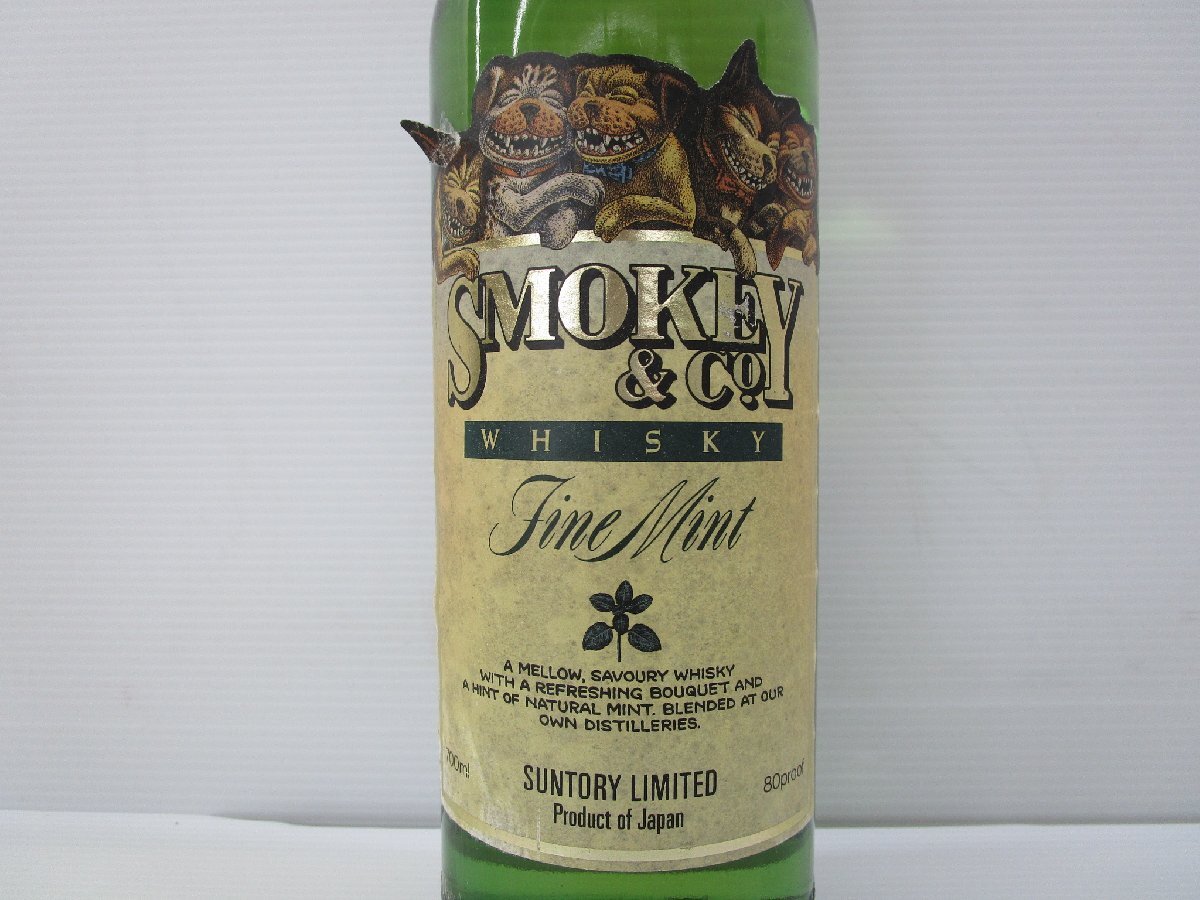 SMOKEY
& Co.
WHISKY
Fine Mint
A MELLOW, SAVOURY WHISKY
WITH A REFRESHING BOUQUET AND
A HINT OF NATURAL MINT. BLENDED AT OUR
OWN DISTILLERIES.
700ml
SUNTORY LIMITED
80proof
Product of Japan